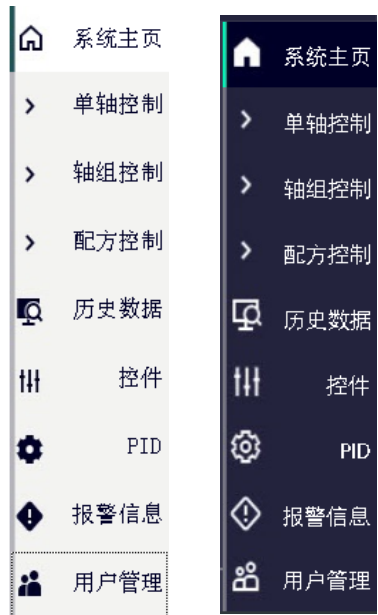 系统主页
单轴控制
轴组控制
配方控制
历史数据
控件
PID
报警信息
用户管理
系统主页
单轴控制
轴组控制
配方控制
历史数据
控件
PID
报警信息
用户管理